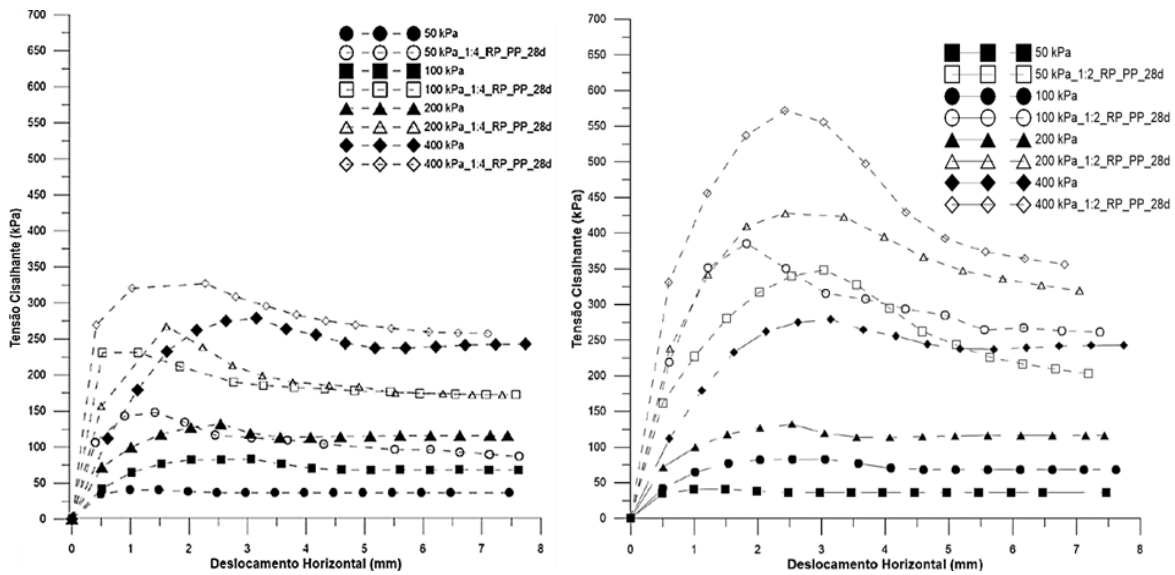 700
650
600
550
500
450
400
350
300
250
200
150
100
50
0
Tensão Cisalhante (kPa)
0 1 2 3 4 5 6 7 8
Deslocamento Horizontal (mm)
50 kPa
50 kPa_1:4_RP_PP_28d
100 kPa
100 kPa_1:4_RP_PP_28d
200 kPa
200 kPa_1:4_RP_PP_28d
400 kPa
400 kPa_1:4_RP_PP_28d
700
650
600
550
500
450
400
350
300
250
200
150
100
50
0
Tensão Cisalhante (kPa)
0 1 2 3 4 5 6 7 8
Deslocamento Horizontal (mm)
50 kPa
50 kPa_1:2_RP_PP_28d
100 kPa
100 kPa_1:2_RP_PP_28d
200 kPa
200 kPa_1:2_RP_PP_28d
400 kPa
400 kPa_1:2_RP_PP_28d